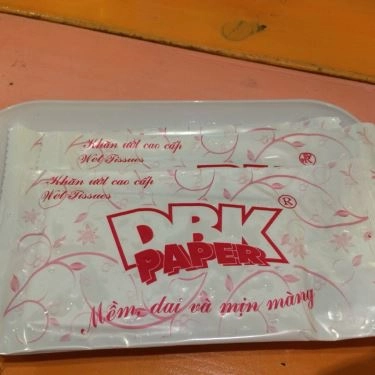 Khăn ướt cao cấp
Wet Tissues
®
Khăn ướt cao cấp
Wet Tissues
DBK ®
PAPER
Mềm, dai và mịn màng